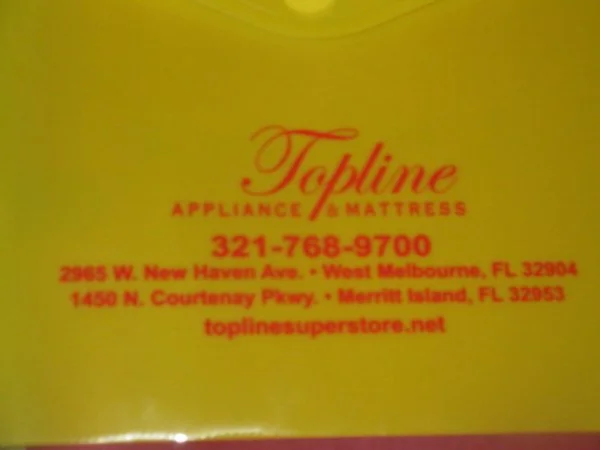 Topline
APPLIANCE & MATTRESS
321-768-9700
2965 W. New Haven Ave. • West Melbourne, FL 32904
1450 N. Courtenay Pkwy. • Merritt Island, FL 32953
toplinesuperstore.net